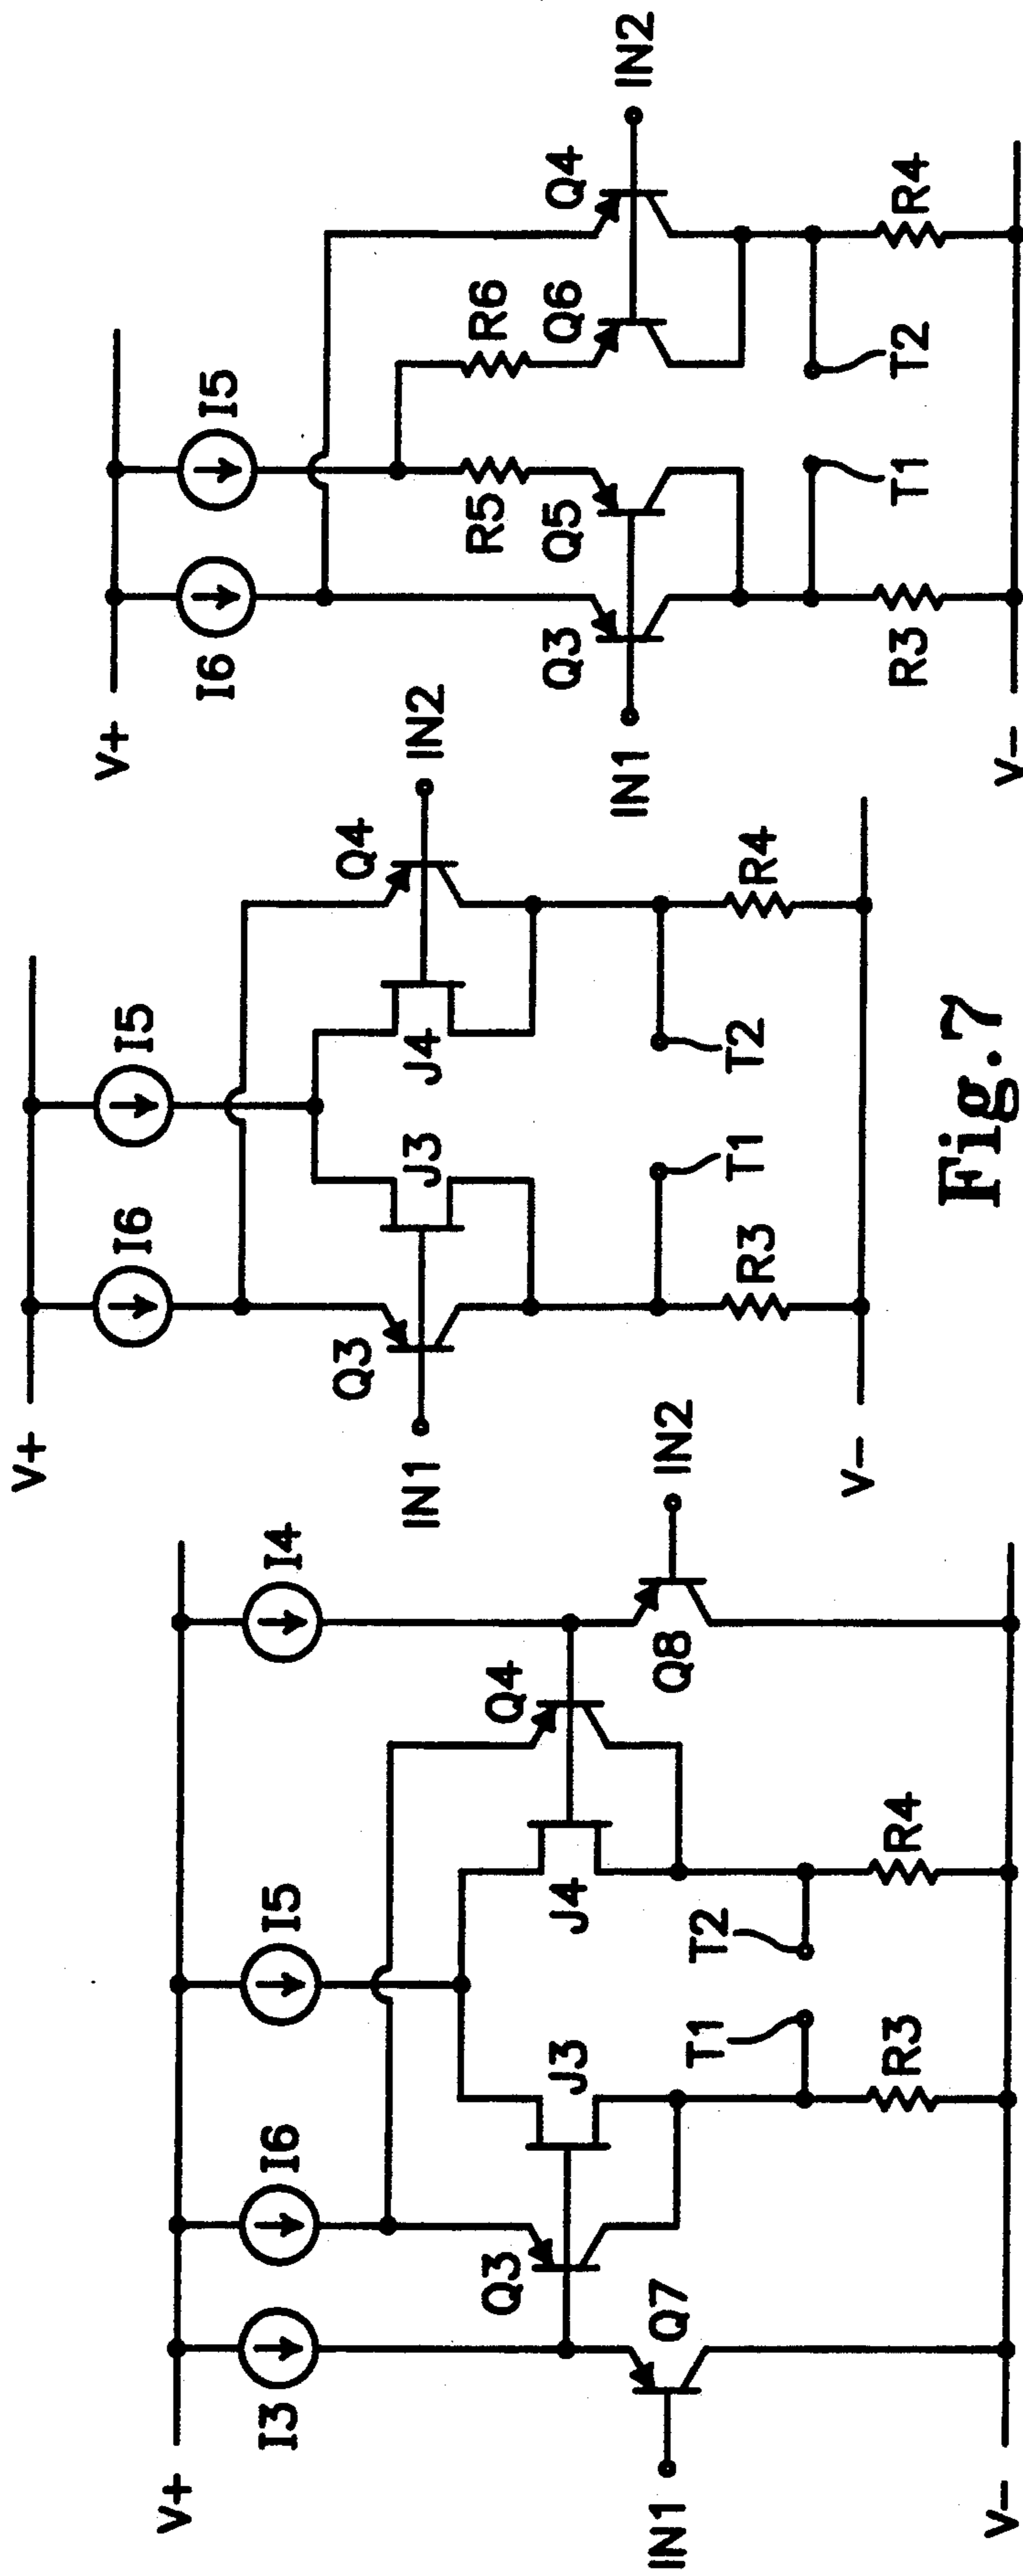 V+
I3
I6
I5
I4
Q3
J3
J4
Q4
Q7
Q8
IN1
IN2
T1
T2
R3
R4
V−
V+
I6
I5
Q3
J3
J4
Q4
IN1
IN2
T1
T2
R3
R4
V−
V+
I6
I5
R5
R6
Q3
Q5
Q6
Q4
IN1
IN2
T1
T2
R3
R4
V−
Fig.7